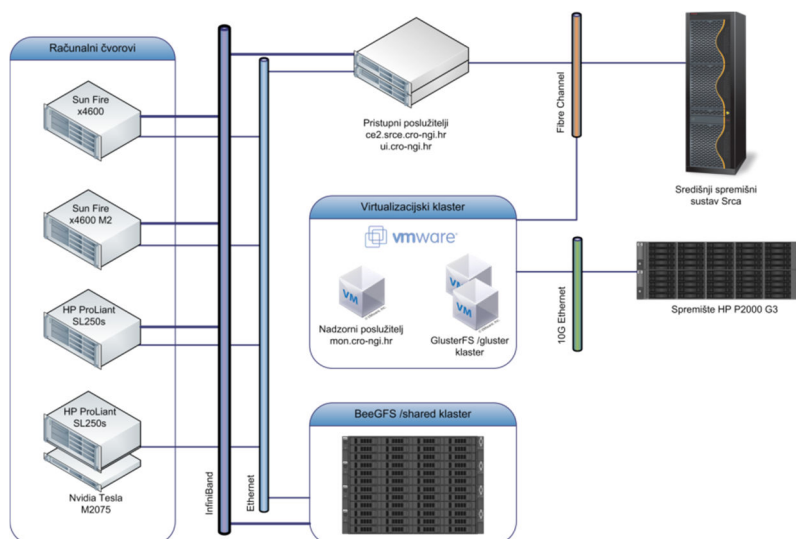 Računalni čvorovi
Sun Fire
x4600
Sun Fire
x4600 M2
HP ProLiant
SL250s
HP ProLiant
SL250s
Nvidia Tesla
M2075
InfiniBand
Ethernet
Pristupni poslužitelji
ce2.srce.cro-ngi.hr
ui.cro-ngi.hr
Fibre Channel
Središnji spremišni
sustav Srca
Virtualizacijski klaster
vmware
VM
Nadzorni poslužitelj
mon.cro-ngi.hr
VM
GlusterFS /gluster
klaster
10G Ethernet
Spremište HP P2000 G3
BeeGFS /shared klaster